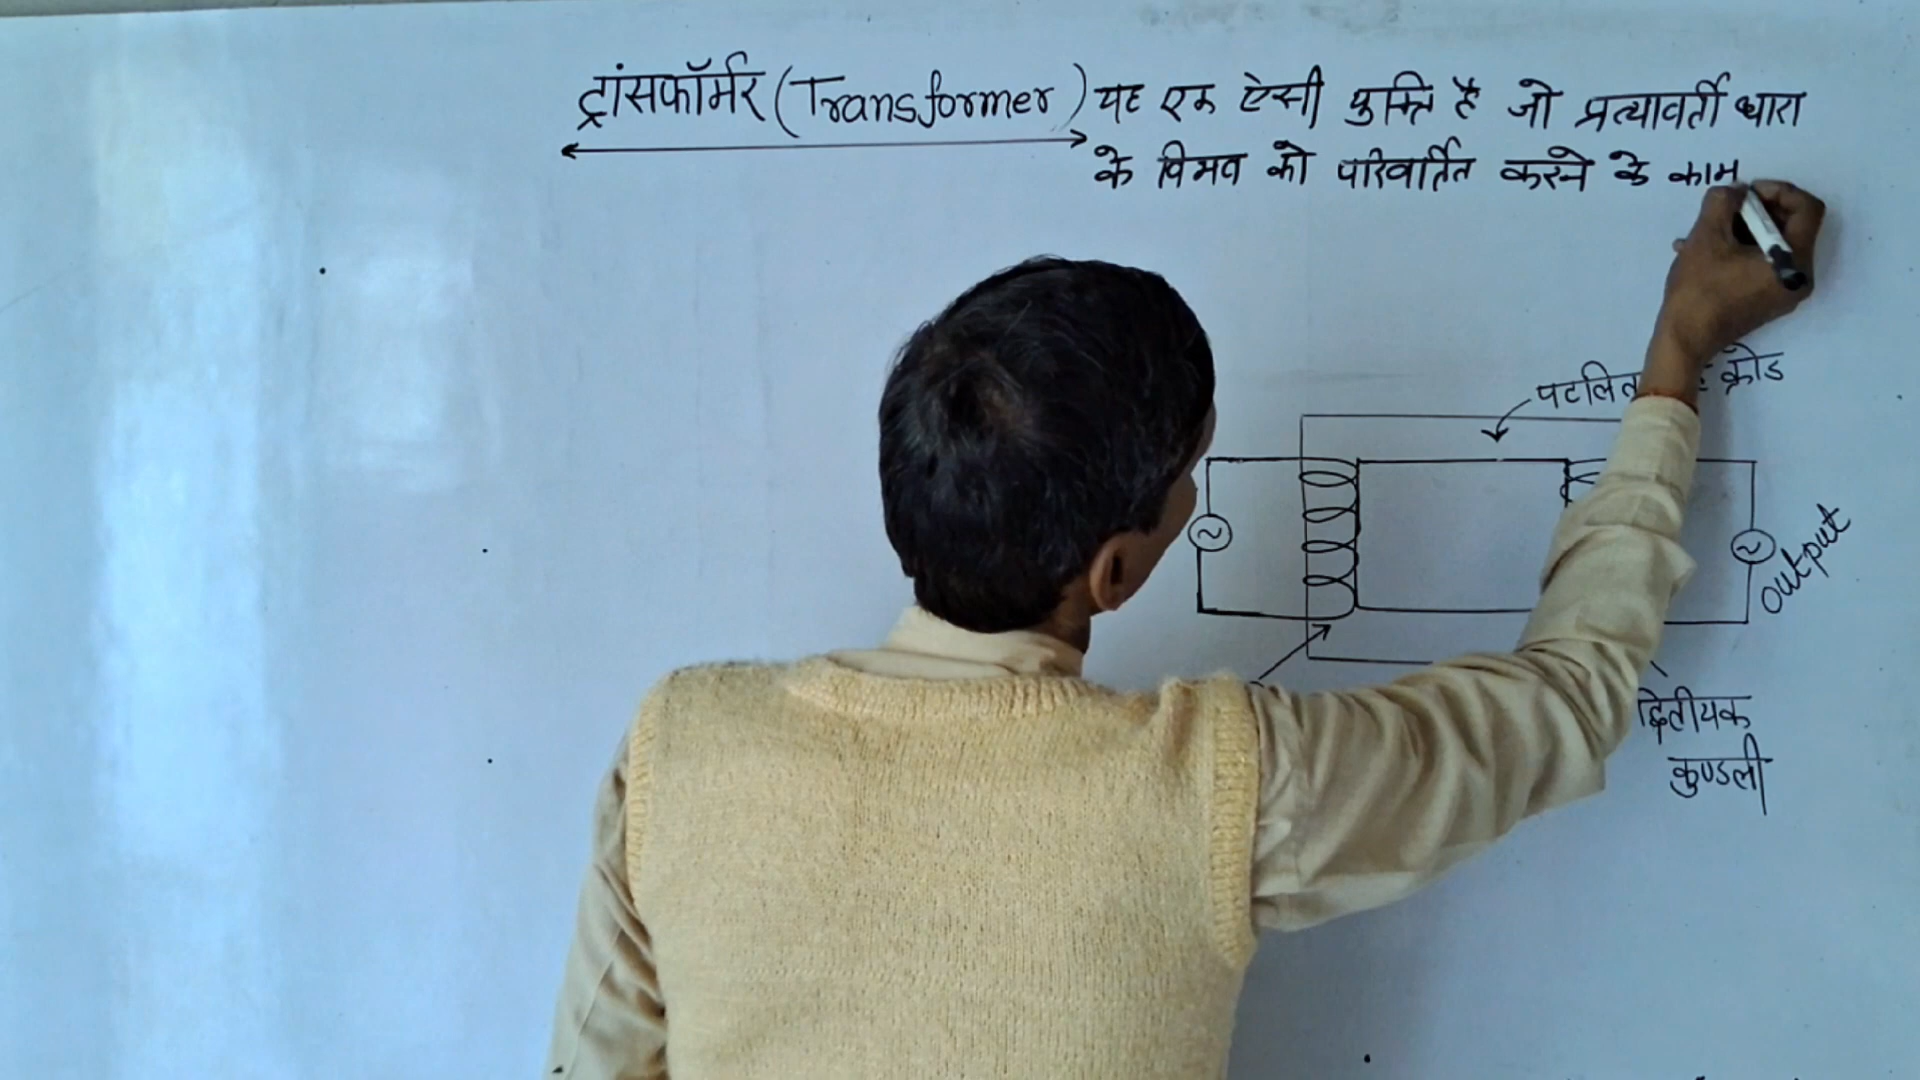 ट्रांसफॉर्मर (Transformer) यह एक ऐसी युक्ति है जो प्रत्यावर्ती धारा
के विभव को परिवर्तित करने के काम
पटलित क्रोड
output
द्वितीयक
कुण्डली